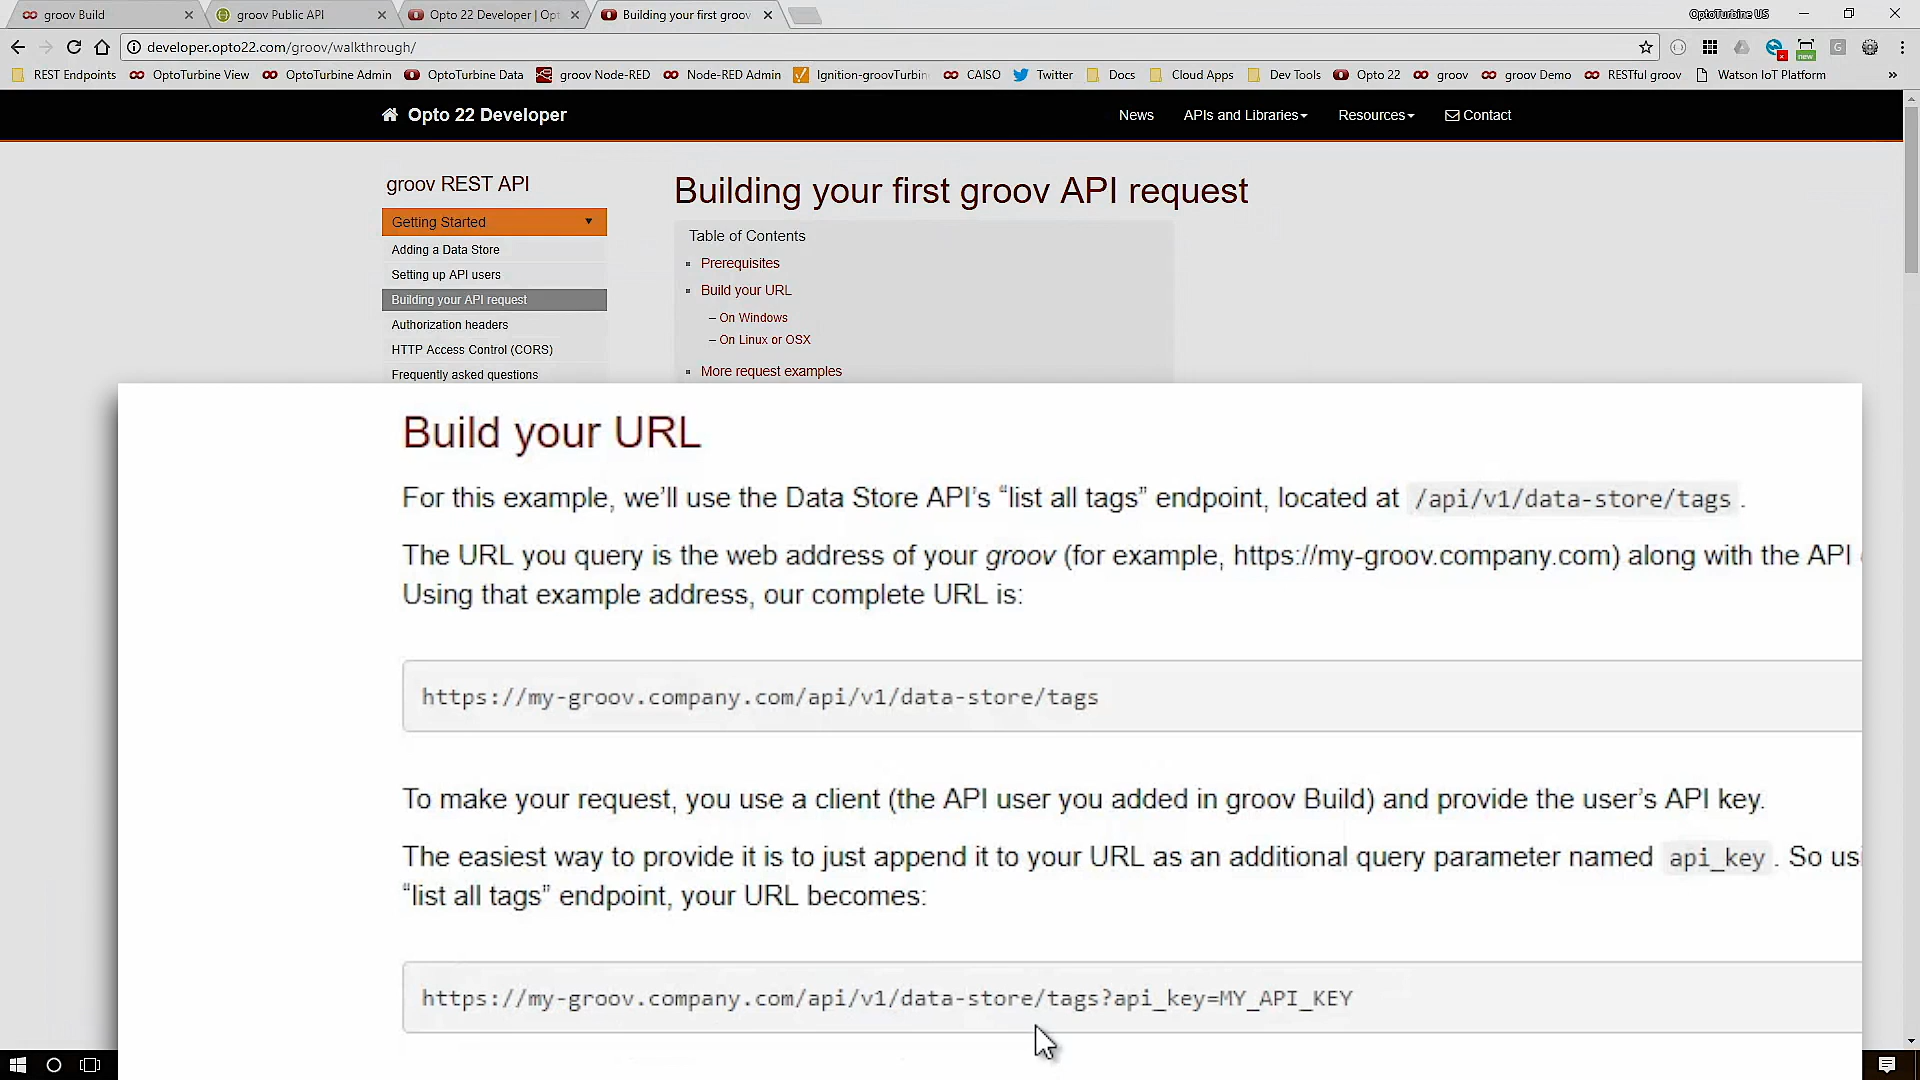 groov Build
groov Public API
Opto 22 Developer | Opt
Building your first groov
OptoTurbine US
developer.opto22.com/groov/walkthrough/
REST Endpoints
OptoTurbine View
OptoTurbine Admin
OptoTurbine Data
groov Node-RED
Node-RED Admin
Ignition-groovTurbin
CAISO
Twitter
Docs
Cloud Apps
Dev Tools
Opto 22
groov
groov Demo
RESTful groov
Watson IoT Platform
»
Opto 22 Developer
News
APIs and Libraries
Resources
Contact
groov REST API
Getting Started
Adding a Data Store
Setting up API users
Building your API request
Authorization headers
HTTP Access Control (CORS)
Frequently asked questions
Building your first groov API request
Table of Contents
Prerequisites
Build your URL
– On Windows
– On Linux or OSX
More request examples
Build your URL
For this example, we’ll use the Data Store API’s “list all tags” endpoint, located at /api/v1/data-store/tags .
The URL you query is the web address of your groov (for example, https://my-groov.company.com) along with the API
Using that example address, our complete URL is:
https://my-groov.company.com/api/v1/data-store/tags
To make your request, you use a client (the API user you added in groov Build) and provide the user’s API key.
The easiest way to provide it is to just append it to your URL as an additional query parameter named api_key . So usi
“list all tags” endpoint, your URL becomes:
https://my-groov.company.com/api/v1/data-store/tags?api_key=MY_API_KEY